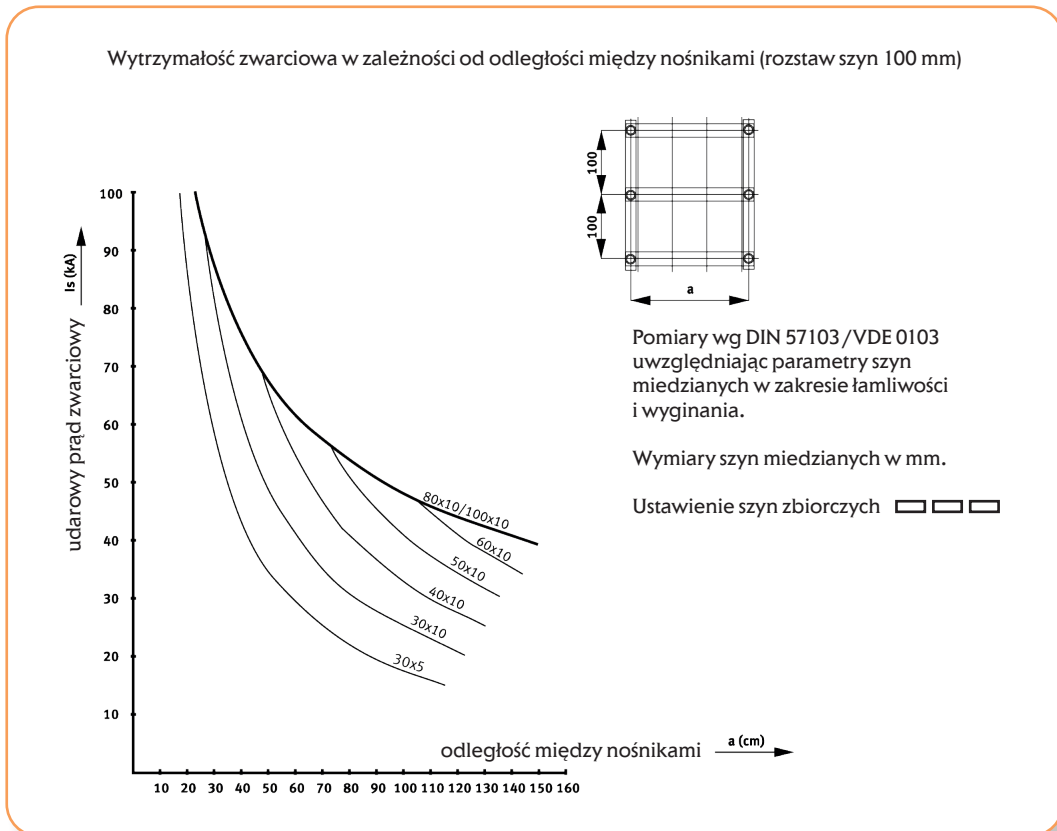 Wytrzymałość zwarciowa w zależności od odległości między nośnikami (rozstaw szyn 100 mm)
100
100
a
Pomiary wg DIN 57103/VDE 0103
uwzględniając parametry szyn
miedzianych w zakresie łamliwości
i wyginania.
Wymiary szyn miedzianych w mm.
Ustawienie szyn zbiorczych
udarowy prąd zwarciowy
Is (kA)
100
90
80
70
60
50
40
30
20
10
80x10/100x10
60x10
50x10
40x10
30x10
30x5
odległość między nośnikami
a (cm)
10 20 30 40 50 60 70 80 90 100 110 120 130 140 150 160